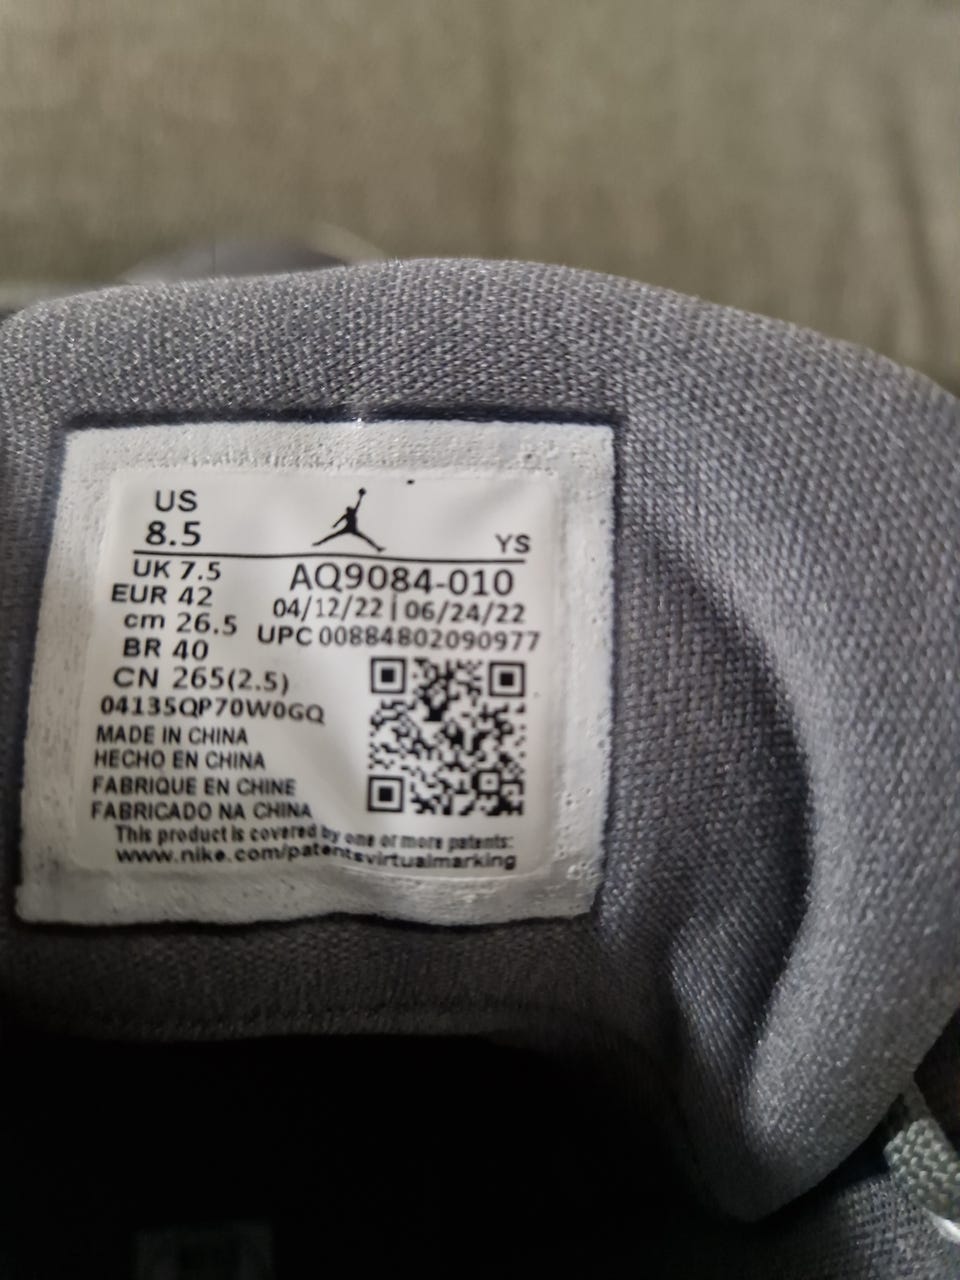 US
8.5
YS
UK 7.5
EUR 42
cm 26.5
BR 40
CN 265(2.5)
AQ9084-010
04/12/22 | 06/24/22
UPC 00884802090977
04135QP70W0GQ
MADE IN CHINA
HECHO EN CHINA
FABRIQUE EN CHINE
FABRICADO NA CHINA
This product is covered by one or more patents:
www.nike.com/patentsvirtualmarking